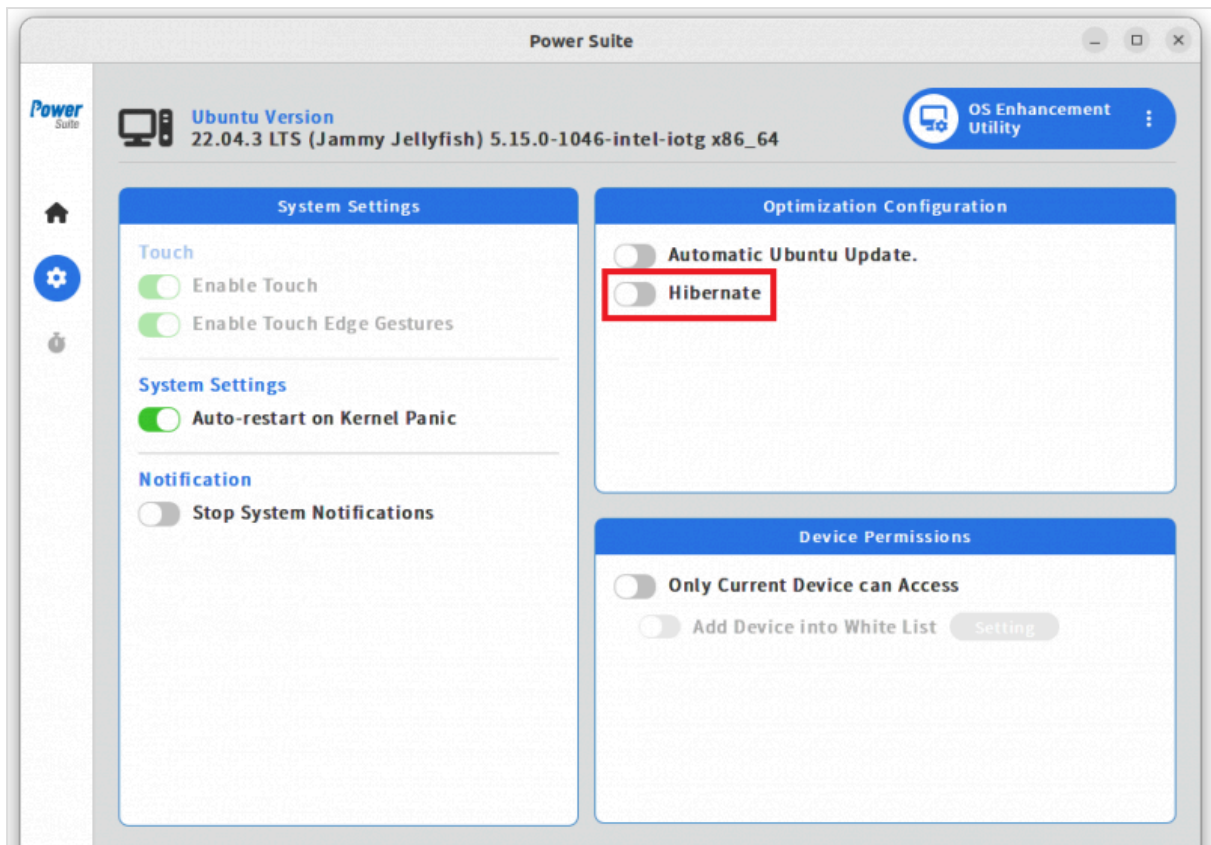 Power Suite
Power
Suite
Ubuntu Version
22.04.3 LTS (Jammy Jellyfish) 5.15.0-1046-intel-iotg x86_64
OS Enhancement
Utility
System Settings
Touch
Enable Touch
Enable Touch Edge Gestures
System Settings
Auto-restart on Kernel Panic
Notification
Stop System Notifications
Optimization Configuration
Automatic Ubuntu Update.
Hibernate
Device Permissions
Only Current Device can Access
Add Device into White List Setting